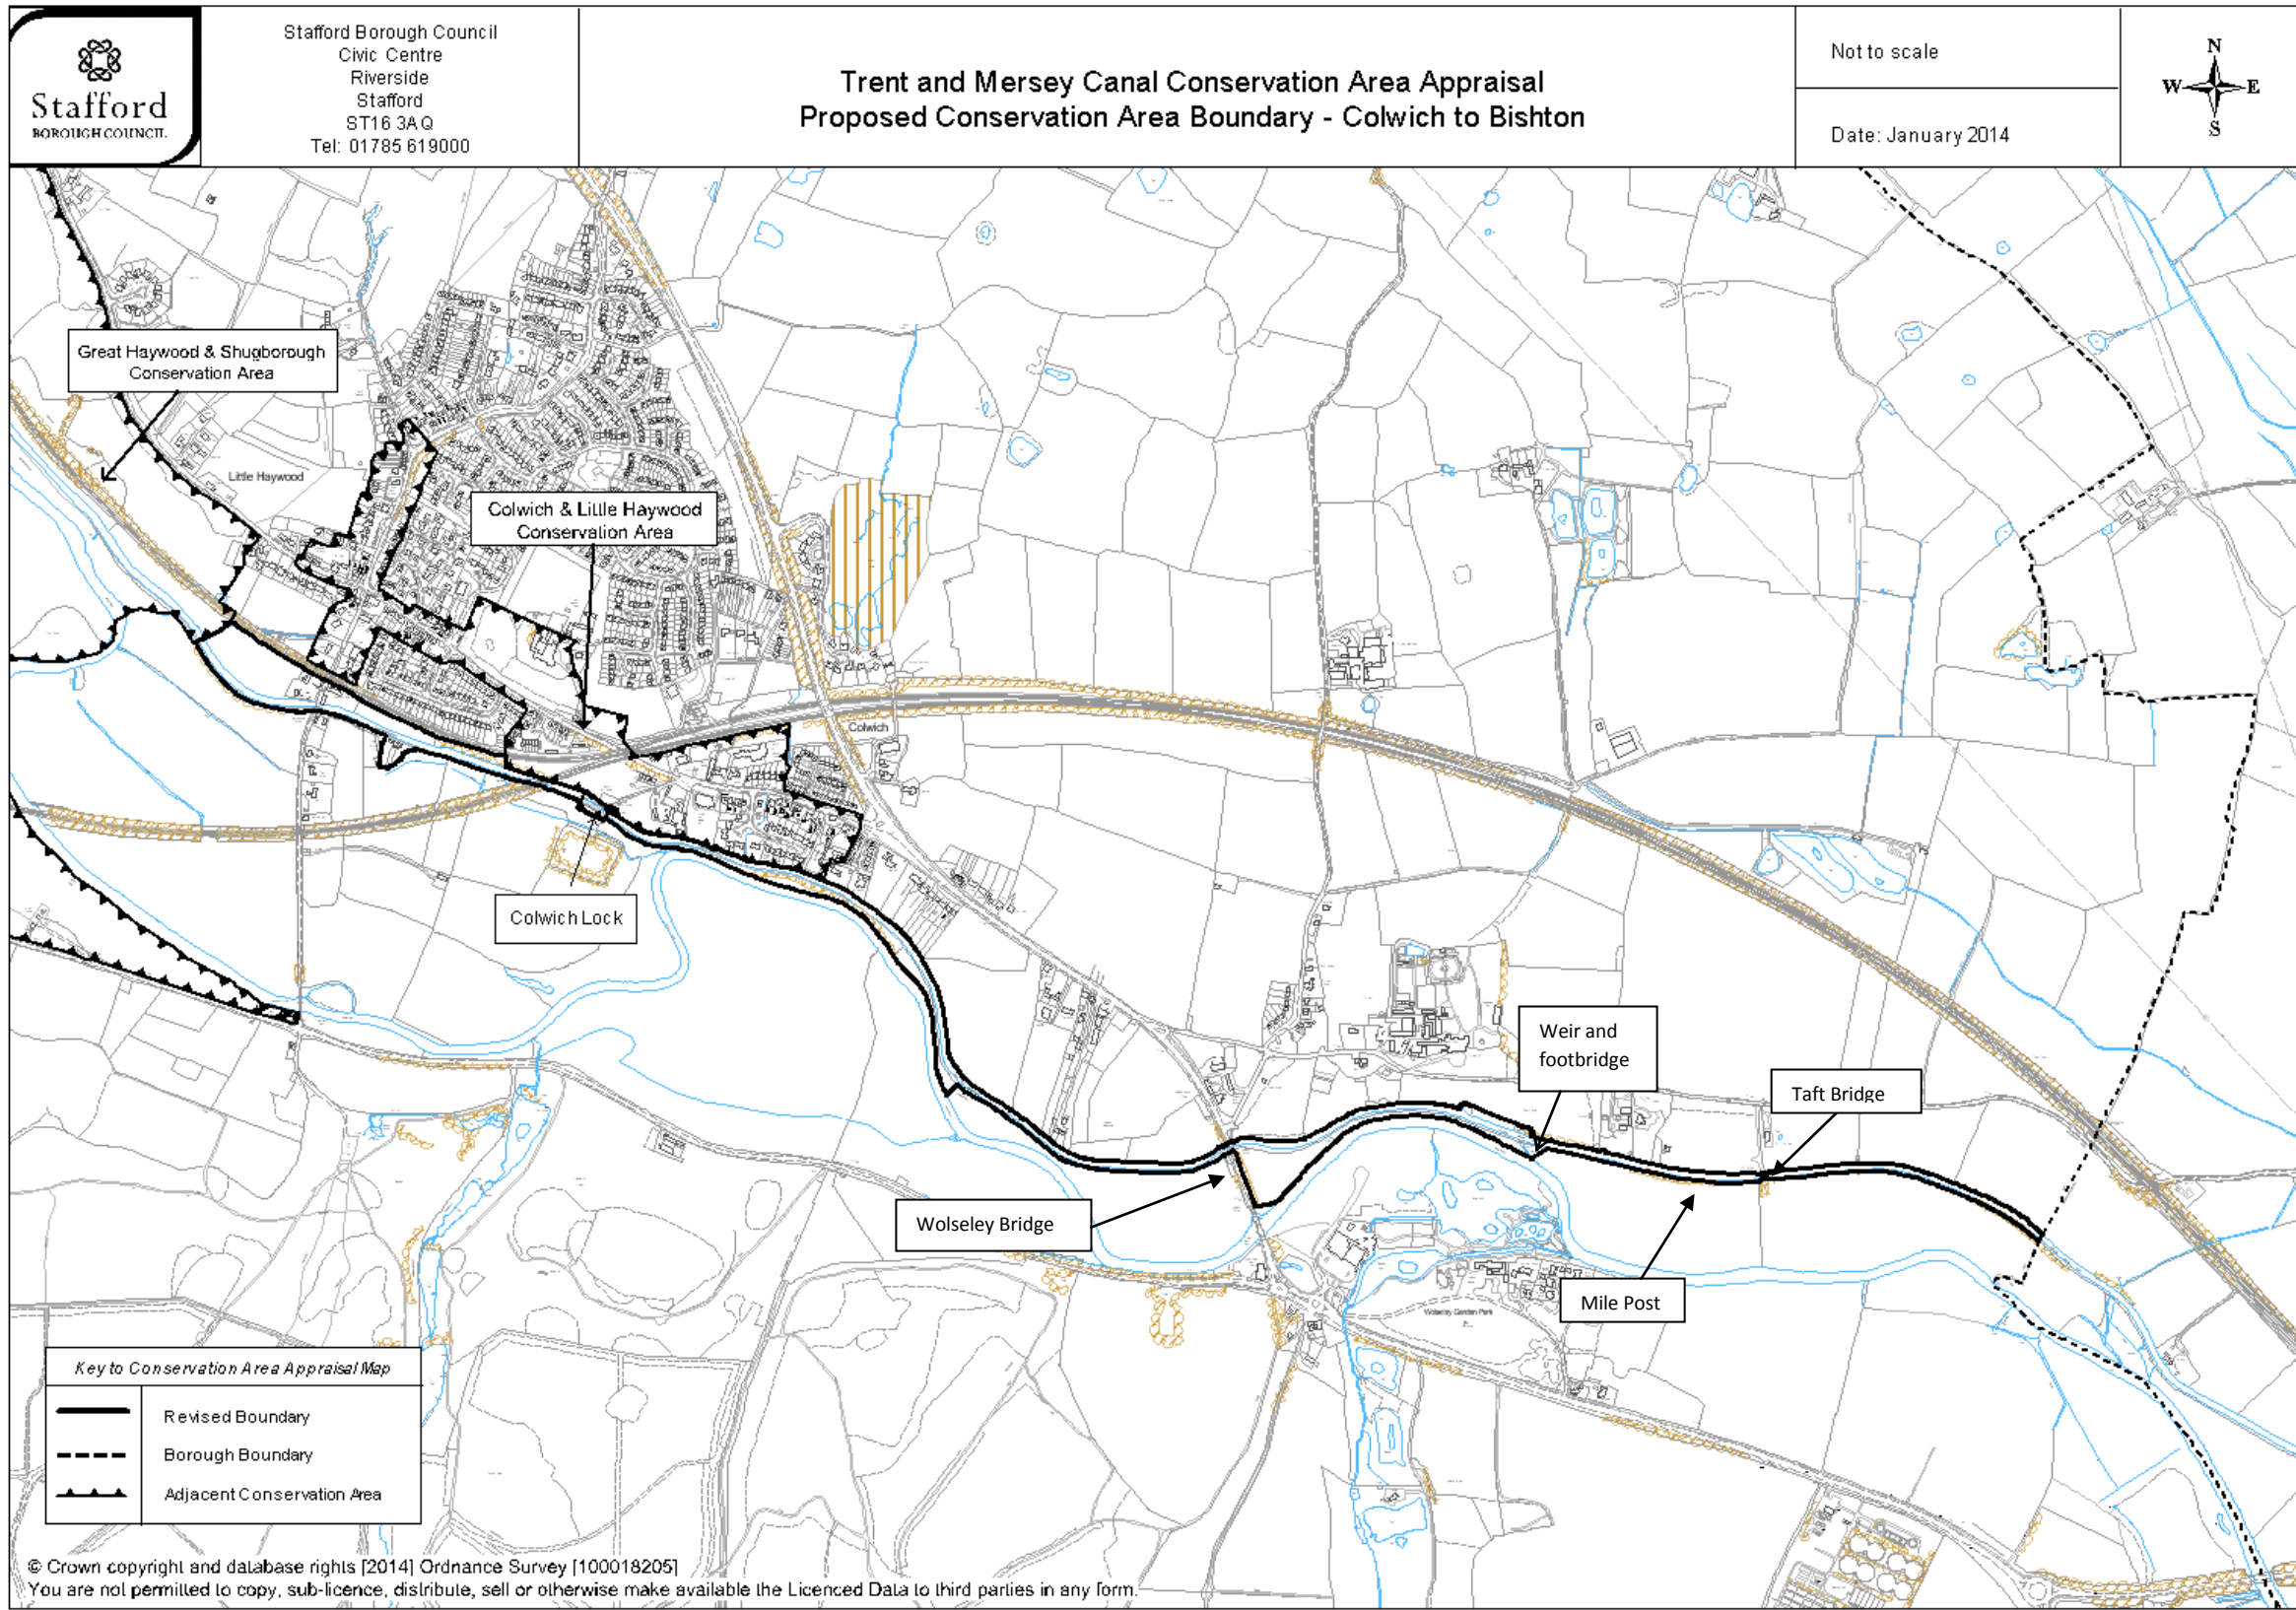 Stafford
BOROUGH COUNCIL
Stafford Borough Council
Civic Centre
Riverside
Stafford
ST16 3AQ
Tel: 01785 619000
Trent and Mersey Canal Conservation Area Appraisal
Proposed Conservation Area Boundary - Colwich to Bishton
Not to scale
Date: January 2014
N
W E
S
Great Haywood & Shugborough
Conservation Area
Little Haywood
Colwich & Little Haywood
Conservation Area
Colwich
Colwich Lock
Weir and
footbridge
Taft Bridge
Wolseley Bridge
Mile Post
Wolseley Garden Park
Key to Conservation Area Appraisal Map
Revised Boundary
Borough Boundary
Adjacent Conservation Area
© Crown copyright and database rights [2014] Ordnance Survey [100018205]
You are not permitted to copy, sub-licence, distribute, sell or otherwise make available the Licenced Data to third parties in any form.